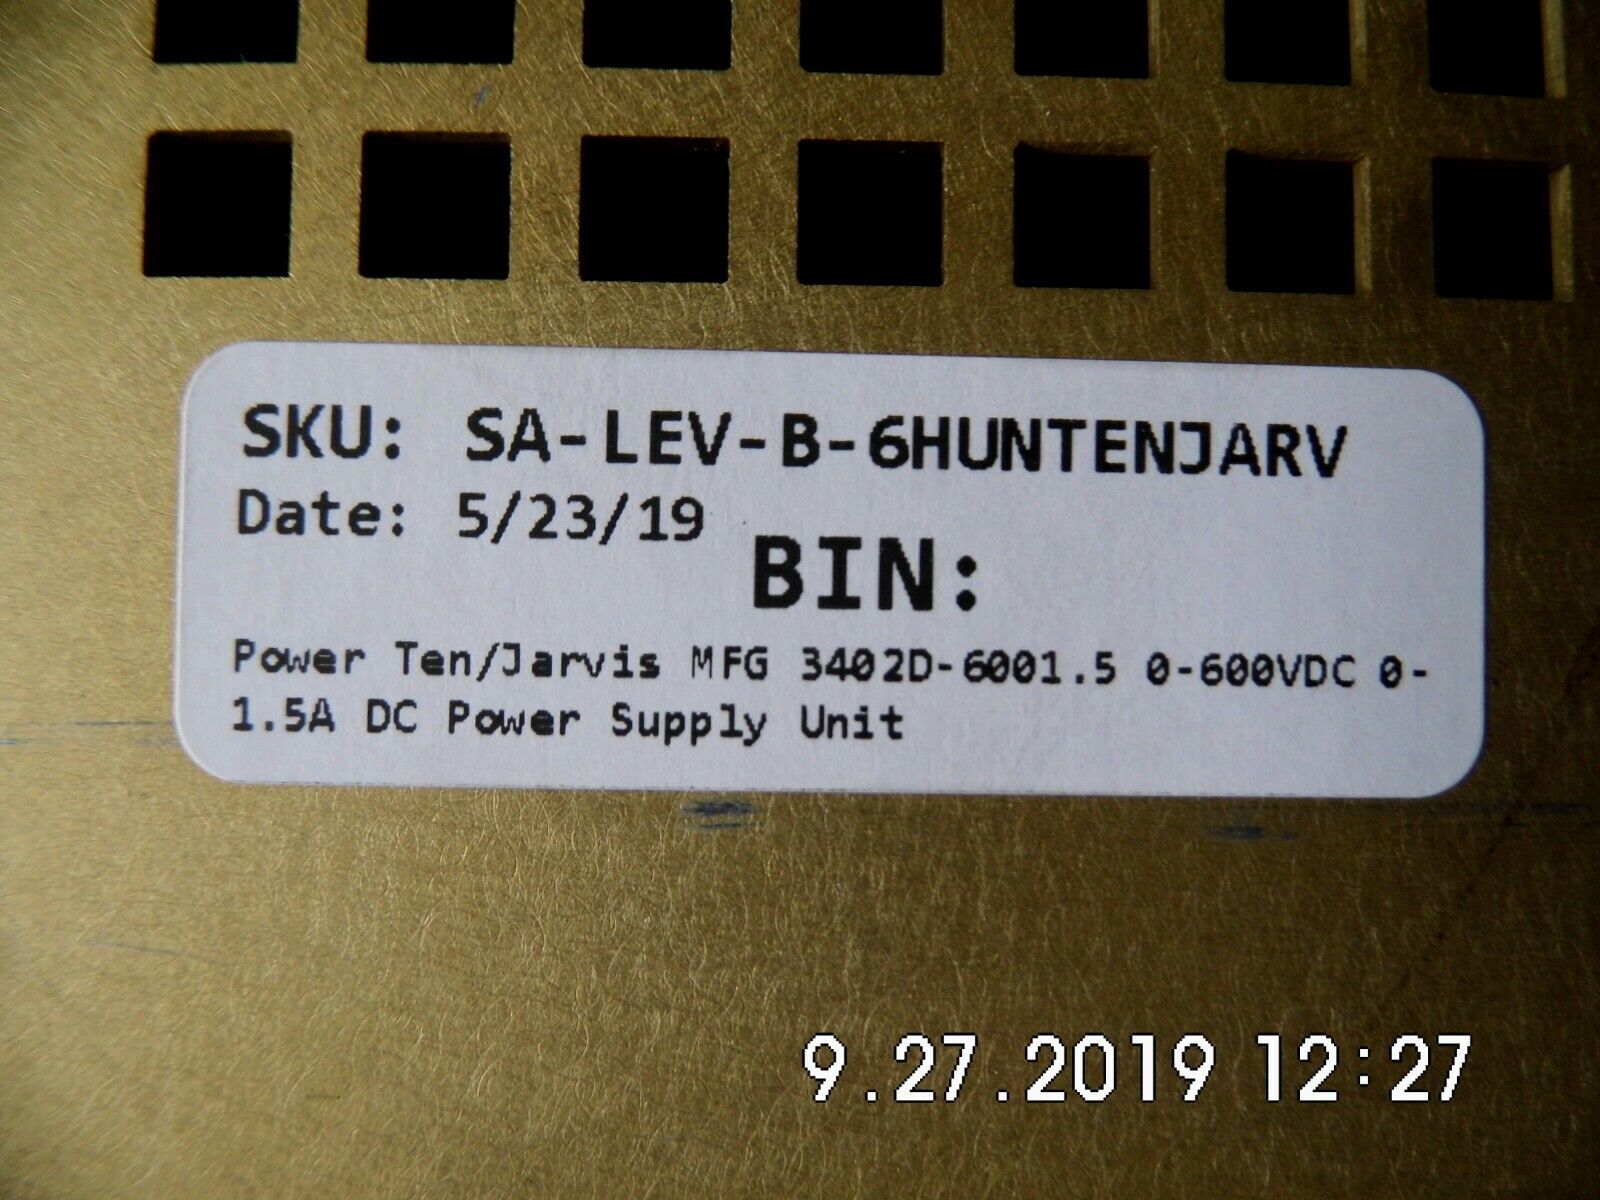 SKU: SA-LEV-B-6HUNTENJARV
Date: 5/23/19
BIN:
Power Ten/Jarvis MFG 3402D-6001.5 0-600VDC 0-
1.5A DC Power Supply Unit
9.27.2019 12:27